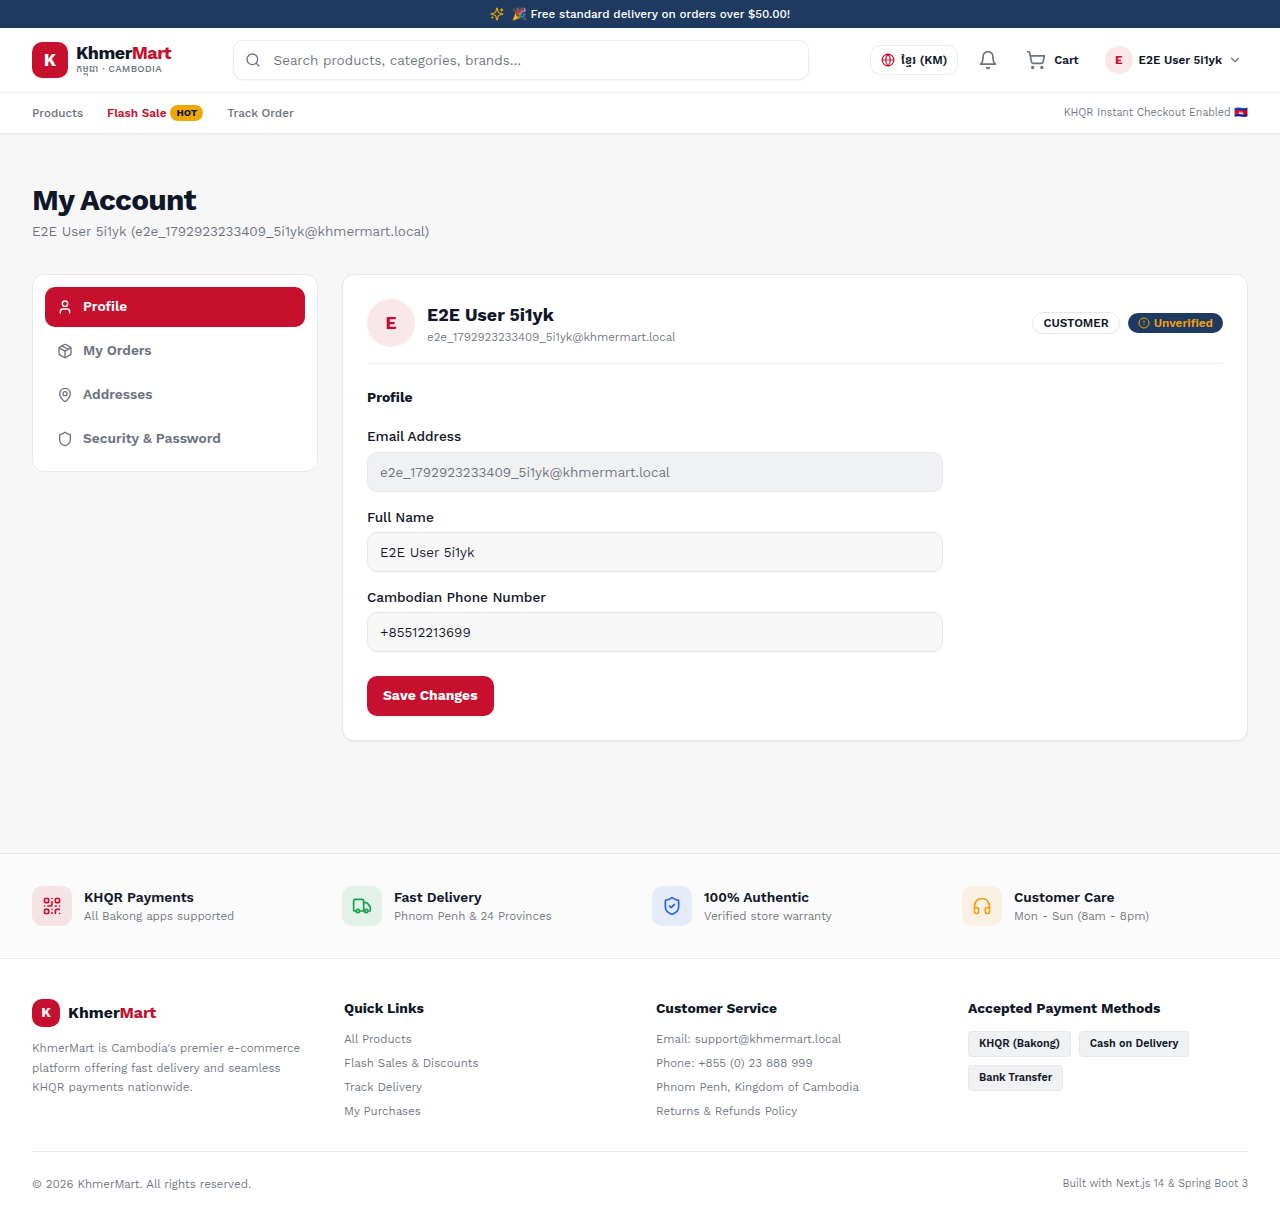 🎉 Free standard delivery on orders over $50.00!
K
KhmerMart
កម្ពុជា · CAMBODIA
Search products, categories, brands...
ខ្មែរ (KM)
Cart
E
E2E User 5i1yk
Products
Flash Sale HOT
Track Order
KHQR Instant Checkout Enabled 🇰🇭
My Account
E2E User 5i1yk (e2e_1792923233409_5i1yk@khmermart.local)
Profile
My Orders
Addresses
Security & Password
E
E2E User 5i1yk
e2e_1792923233409_5i1yk@khmermart.local
CUSTOMER
Unverified
Profile
Email Address
e2e_1792923233409_5i1yk@khmermart.local
Full Name
E2E User 5i1yk
Cambodian Phone Number
+85512213699
Save Changes
KHQR Payments
All Bakong apps supported
Fast Delivery
Phnom Penh & 24 Provinces
100% Authentic
Verified store warranty
Customer Care
Mon - Sun (8am - 8pm)
K
KhmerMart
KhmerMart is Cambodia's premier e-commerce
platform offering fast delivery and seamless
KHQR payments nationwide.
Quick Links
All Products
Flash Sales & Discounts
Track Delivery
My Purchases
Customer Service
Email: support@khmermart.local
Phone: +855 (0) 23 888 999
Phnom Penh, Kingdom of Cambodia
Returns & Refunds Policy
Accepted Payment Methods
KHQR (Bakong)
Cash on Delivery
Bank Transfer
© 2026 KhmerMart. All rights reserved.
Built with Next.js 14 & Spring Boot 3